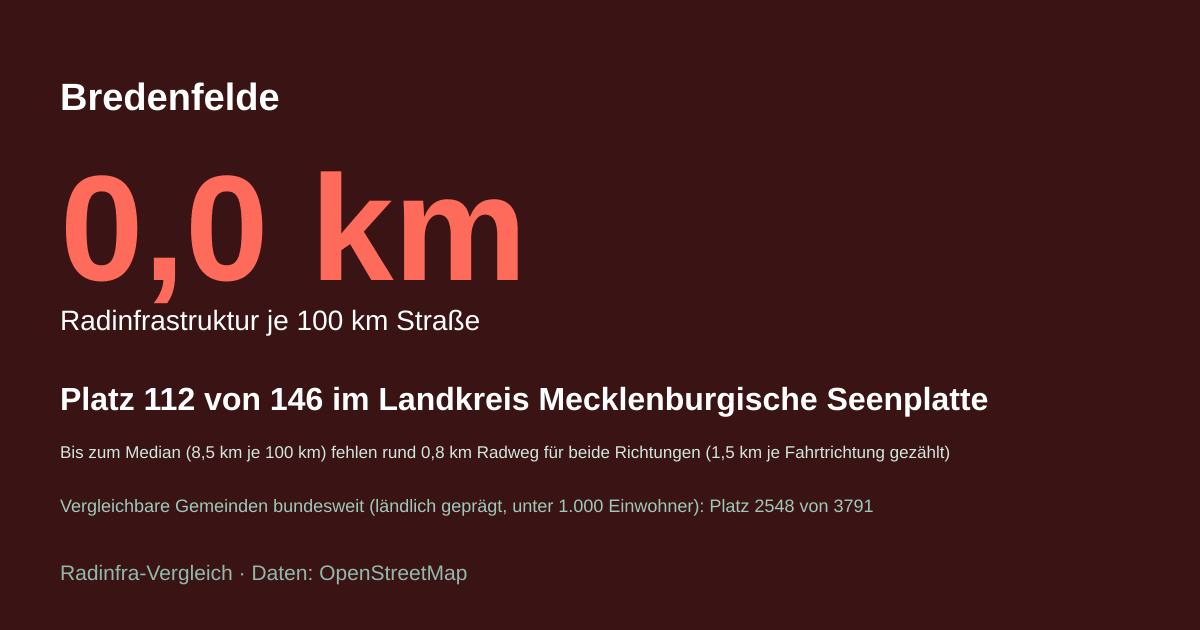 Bredenfelde
0,0 km
Radinfrastruktur je 100 km Straße
Platz 112 von 146 im Landkreis Mecklenburgische Seenplatte
Bis zum Median (8,5 km je 100 km) fehlen rund 0,8 km Radweg für beide Richtungen (1,5 km je Fahrtrichtung gezählt)
Vergleichbare Gemeinden bundesweit (ländlich geprägt, unter 1.000 Einwohner): Platz 2548 von 3791
Radinfra-Vergleich · Daten: OpenStreetMap